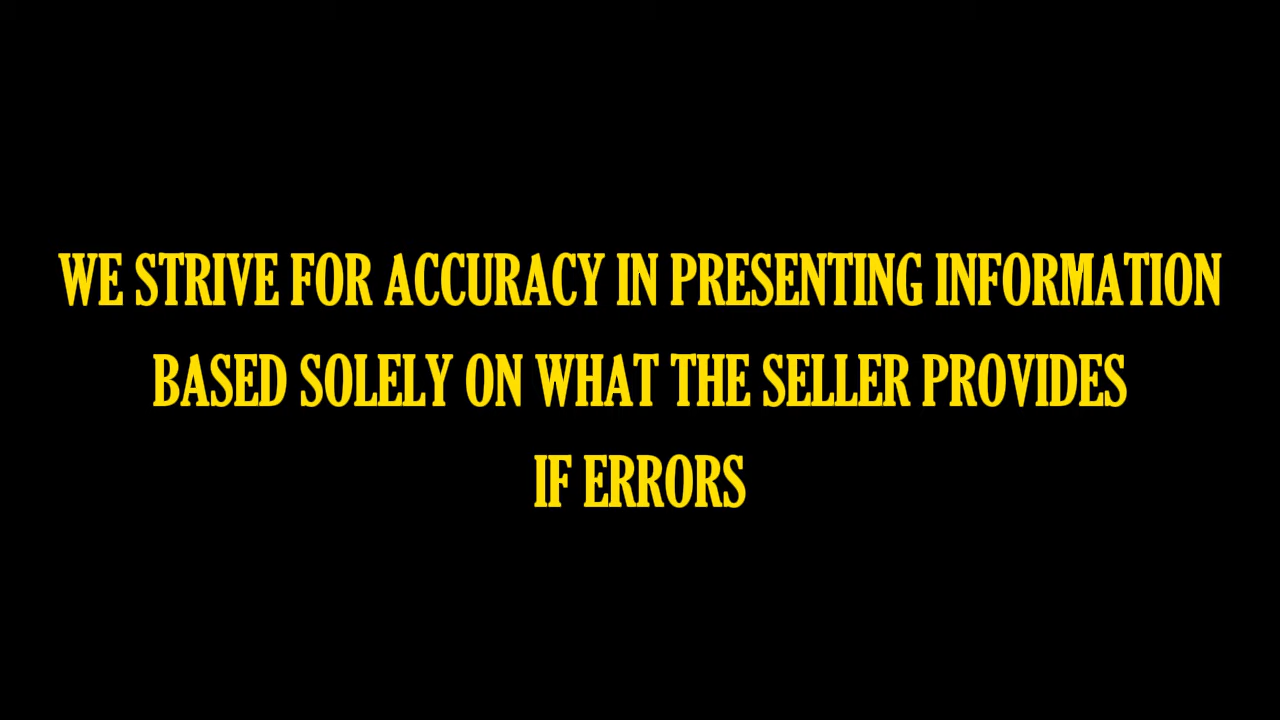 WE STRIVE FOR ACCURACY IN PRESENTING INFORMATION
BASED SOLELY ON WHAT THE SELLER PROVIDES
IF ERRORS